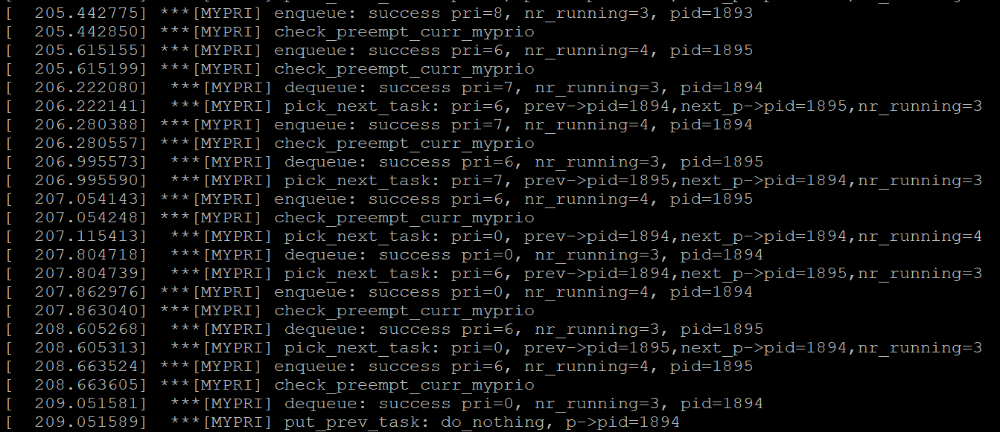 [  205.442775] ***[MYPRI] enqueue: success pri=8, nr_running=3, pid=1893
[  205.442850] ***[MYPRI] check_preempt_curr_myprio
[  205.615155] ***[MYPRI] enqueue: success pri=6, nr_running=4, pid=1895
[  205.615199] ***[MYPRI] check_preempt_curr_myprio
[  206.222080]  ***[MYPRI] dequeue: success pri=7, nr_running=3, pid=1894
[  206.222141]  ***[MYPRI] pick_next_task: pri=6, prev->pid=1894,next_p->pid=1895,nr_running=3
[  206.280388] ***[MYPRI] enqueue: success pri=7, nr_running=4, pid=1894
[  206.280557] ***[MYPRI] check_preempt_curr_myprio
[  206.995573]  ***[MYPRI] dequeue: success pri=6, nr_running=3, pid=1895
[  206.995590]  ***[MYPRI] pick_next_task: pri=7, prev->pid=1895,next_p->pid=1894,nr_running=3
[  207.054143] ***[MYPRI] enqueue: success pri=6, nr_running=4, pid=1895
[  207.054248] ***[MYPRI] check_preempt_curr_myprio
[  207.115413]  ***[MYPRI] pick_next_task: pri=0, prev->pid=1894,next_p->pid=1894,nr_running=4
[  207.804718]  ***[MYPRI] dequeue: success pri=0, nr_running=3, pid=1894
[  207.804739]  ***[MYPRI] pick_next_task: pri=6, prev->pid=1894,next_p->pid=1895,nr_running=3
[  207.862976] ***[MYPRI] enqueue: success pri=0, nr_running=4, pid=1894
[  207.863040] ***[MYPRI] check_preempt_curr_myprio
[  208.605268]  ***[MYPRI] dequeue: success pri=6, nr_running=3, pid=1895
[  208.605313]  ***[MYPRI] pick_next_task: pri=0, prev->pid=1895,next_p->pid=1894,nr_running=3
[  208.663524] ***[MYPRI] enqueue: success pri=6, nr_running=4, pid=1895
[  208.663605] ***[MYPRI] check_preempt_curr_myprio
[  209.051581]  ***[MYPRI] dequeue: success pri=0, nr_running=3, pid=1894
[  209.051589]  ***[MYPRI] put_prev_task: do_nothing, p->pid=1894